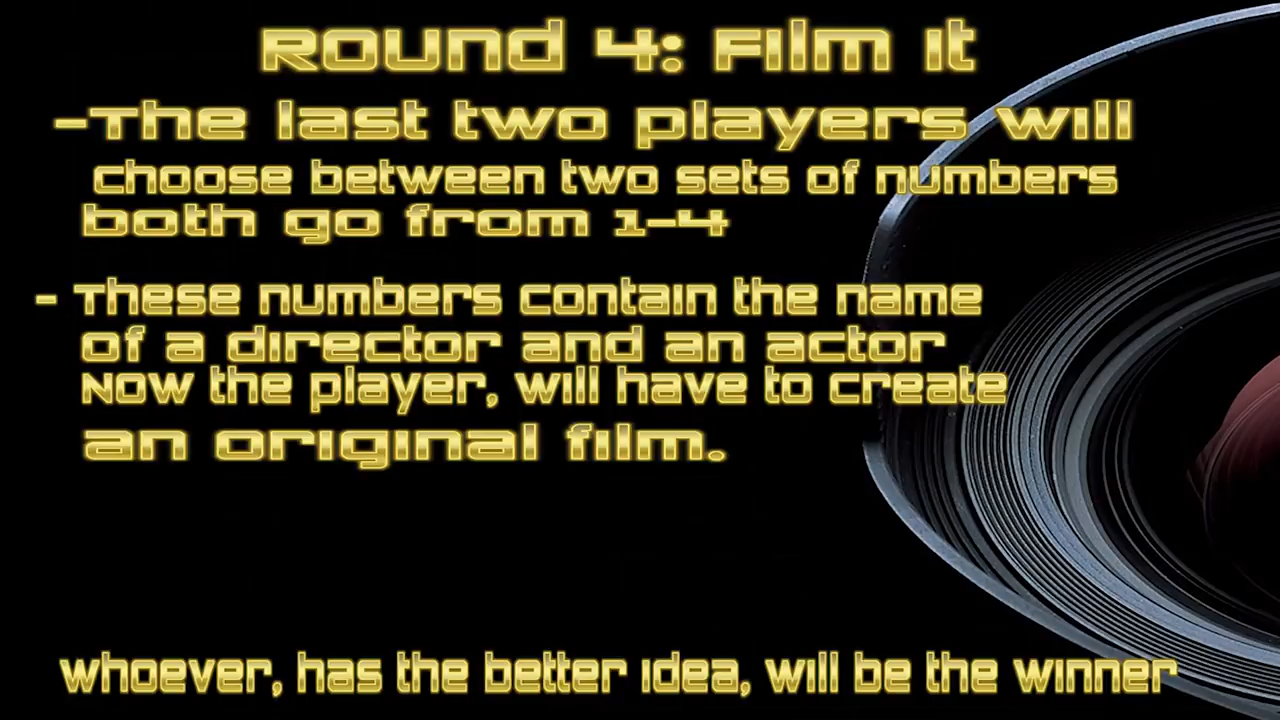 Round 4: Film It
-The last two players will
choose between two sets of numbers
both go from 1-4
- These numbers contain the name
of a director and an actor
Now the player, will have to create
an original film.
whoever, has the better idea, will be the winner